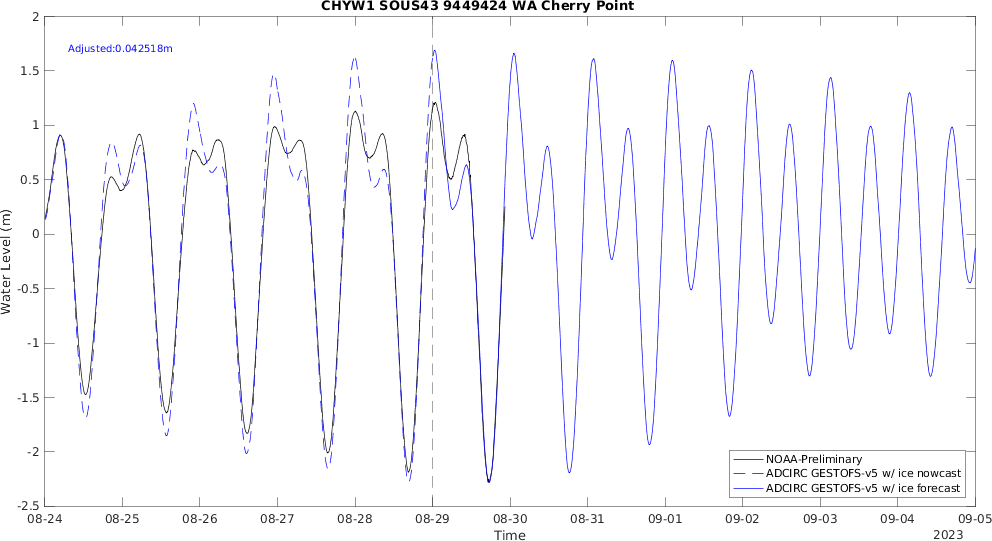 CHYW1 SOUS43 9449424 WA Cherry Point
Adjusted:0.042518m
Water Level (m)
2
1.5
1
0.5
0
-0.5
-1
-1.5
-2
-2.5
NOAA-Preliminary
ADCIRC GESTOFS-v5 w/ ice nowcast
ADCIRC GESTOFS-v5 w/ ice forecast
08-24 08-25 08-26 08-27 08-28 08-29 08-30 08-31 09-01 09-02 09-03 09-04 09-05
Time
2023